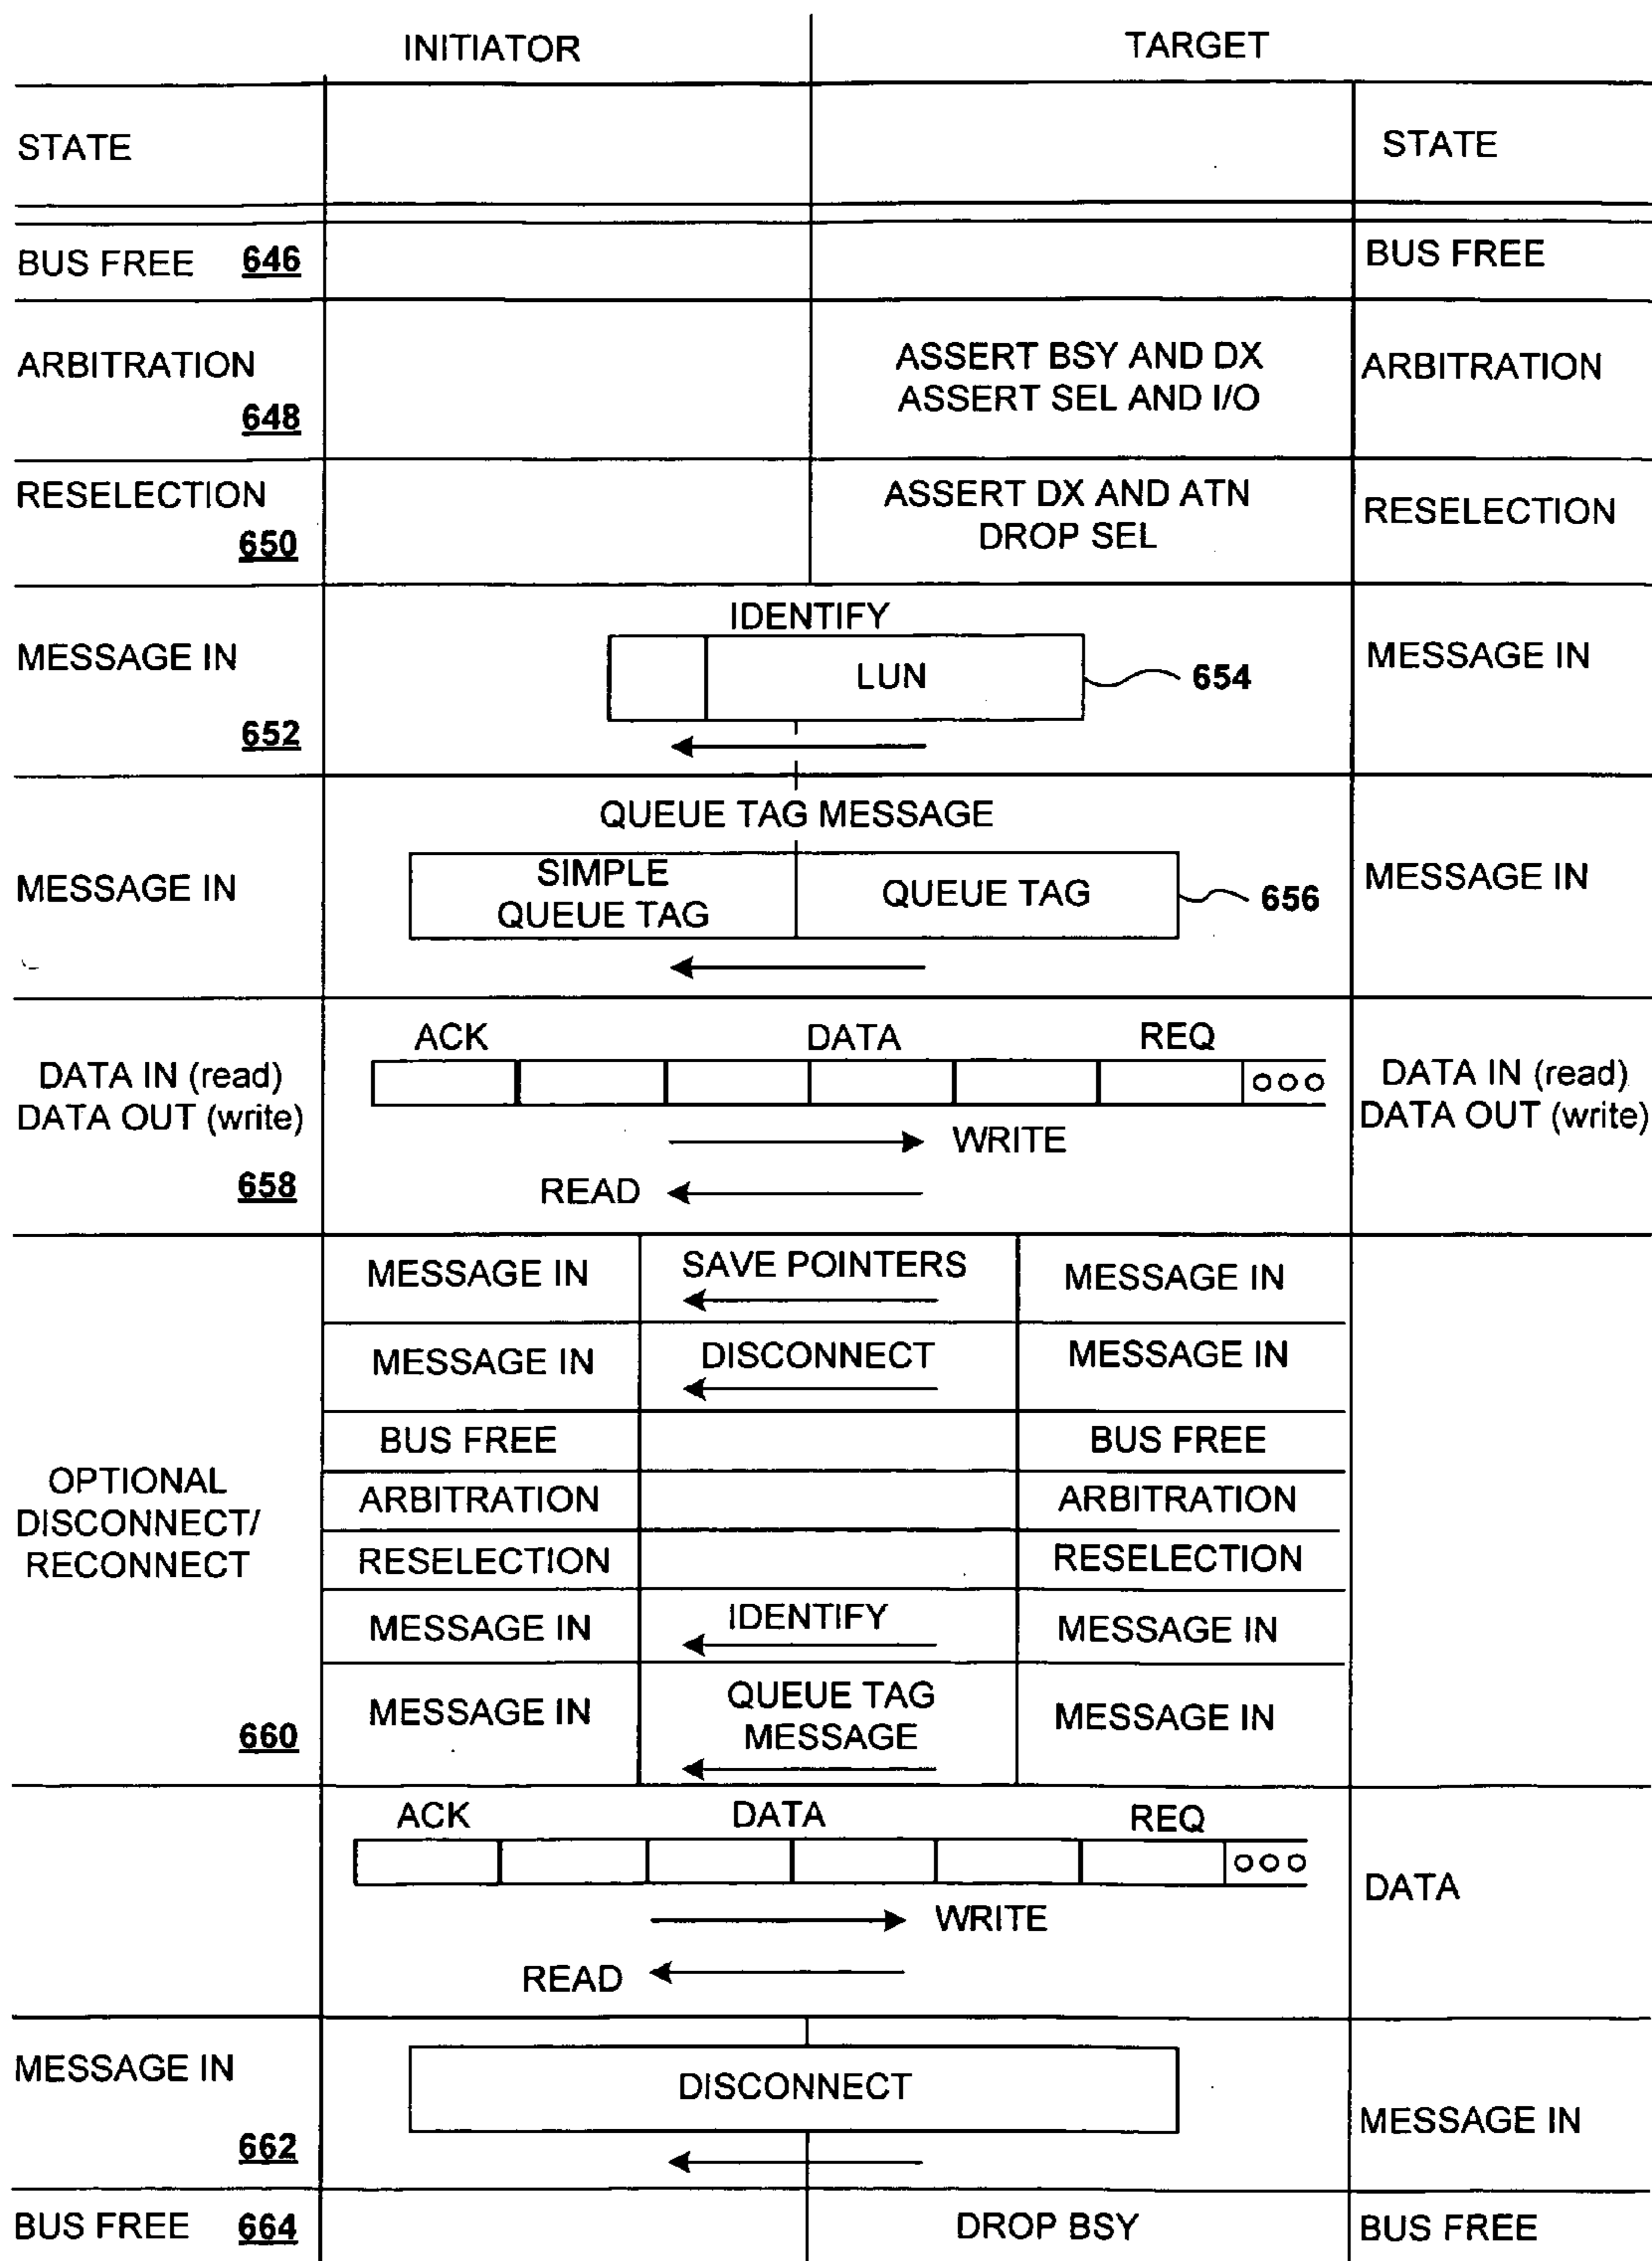 INITIATOR
TARGET
STATE
STATE
BUS FREE 646
BUS FREE
ARBITRATION
648
ASSERT BSY AND DX
ASSERT SEL AND I/O
ARBITRATION
RESELECTION
650
ASSERT DX AND ATN
DROP SEL
RESELECTION
MESSAGE IN
652
IDENTIFY
LUN
654
MESSAGE IN
MESSAGE IN
QUEUE TAG MESSAGE
SIMPLE
QUEUE TAG
QUEUE TAG
656
MESSAGE IN
DATA IN (read)
DATA OUT (write)
658
ACK
DATA
REQ
WRITE
READ
DATA IN (read)
DATA OUT (write)
OPTIONAL
DISCONNECT/
RECONNECT
660
MESSAGE IN
SAVE POINTERS
MESSAGE IN
MESSAGE IN
DISCONNECT
MESSAGE IN
BUS FREE
BUS FREE
ARBITRATION
ARBITRATION
RESELECTION
RESELECTION
MESSAGE IN
IDENTIFY
MESSAGE IN
MESSAGE IN
QUEUE TAG
MESSAGE
MESSAGE IN
ACK
DATA
REQ
WRITE
READ
DATA
MESSAGE IN
662
DISCONNECT
MESSAGE IN
BUS FREE 664
DROP BSY
BUS FREE